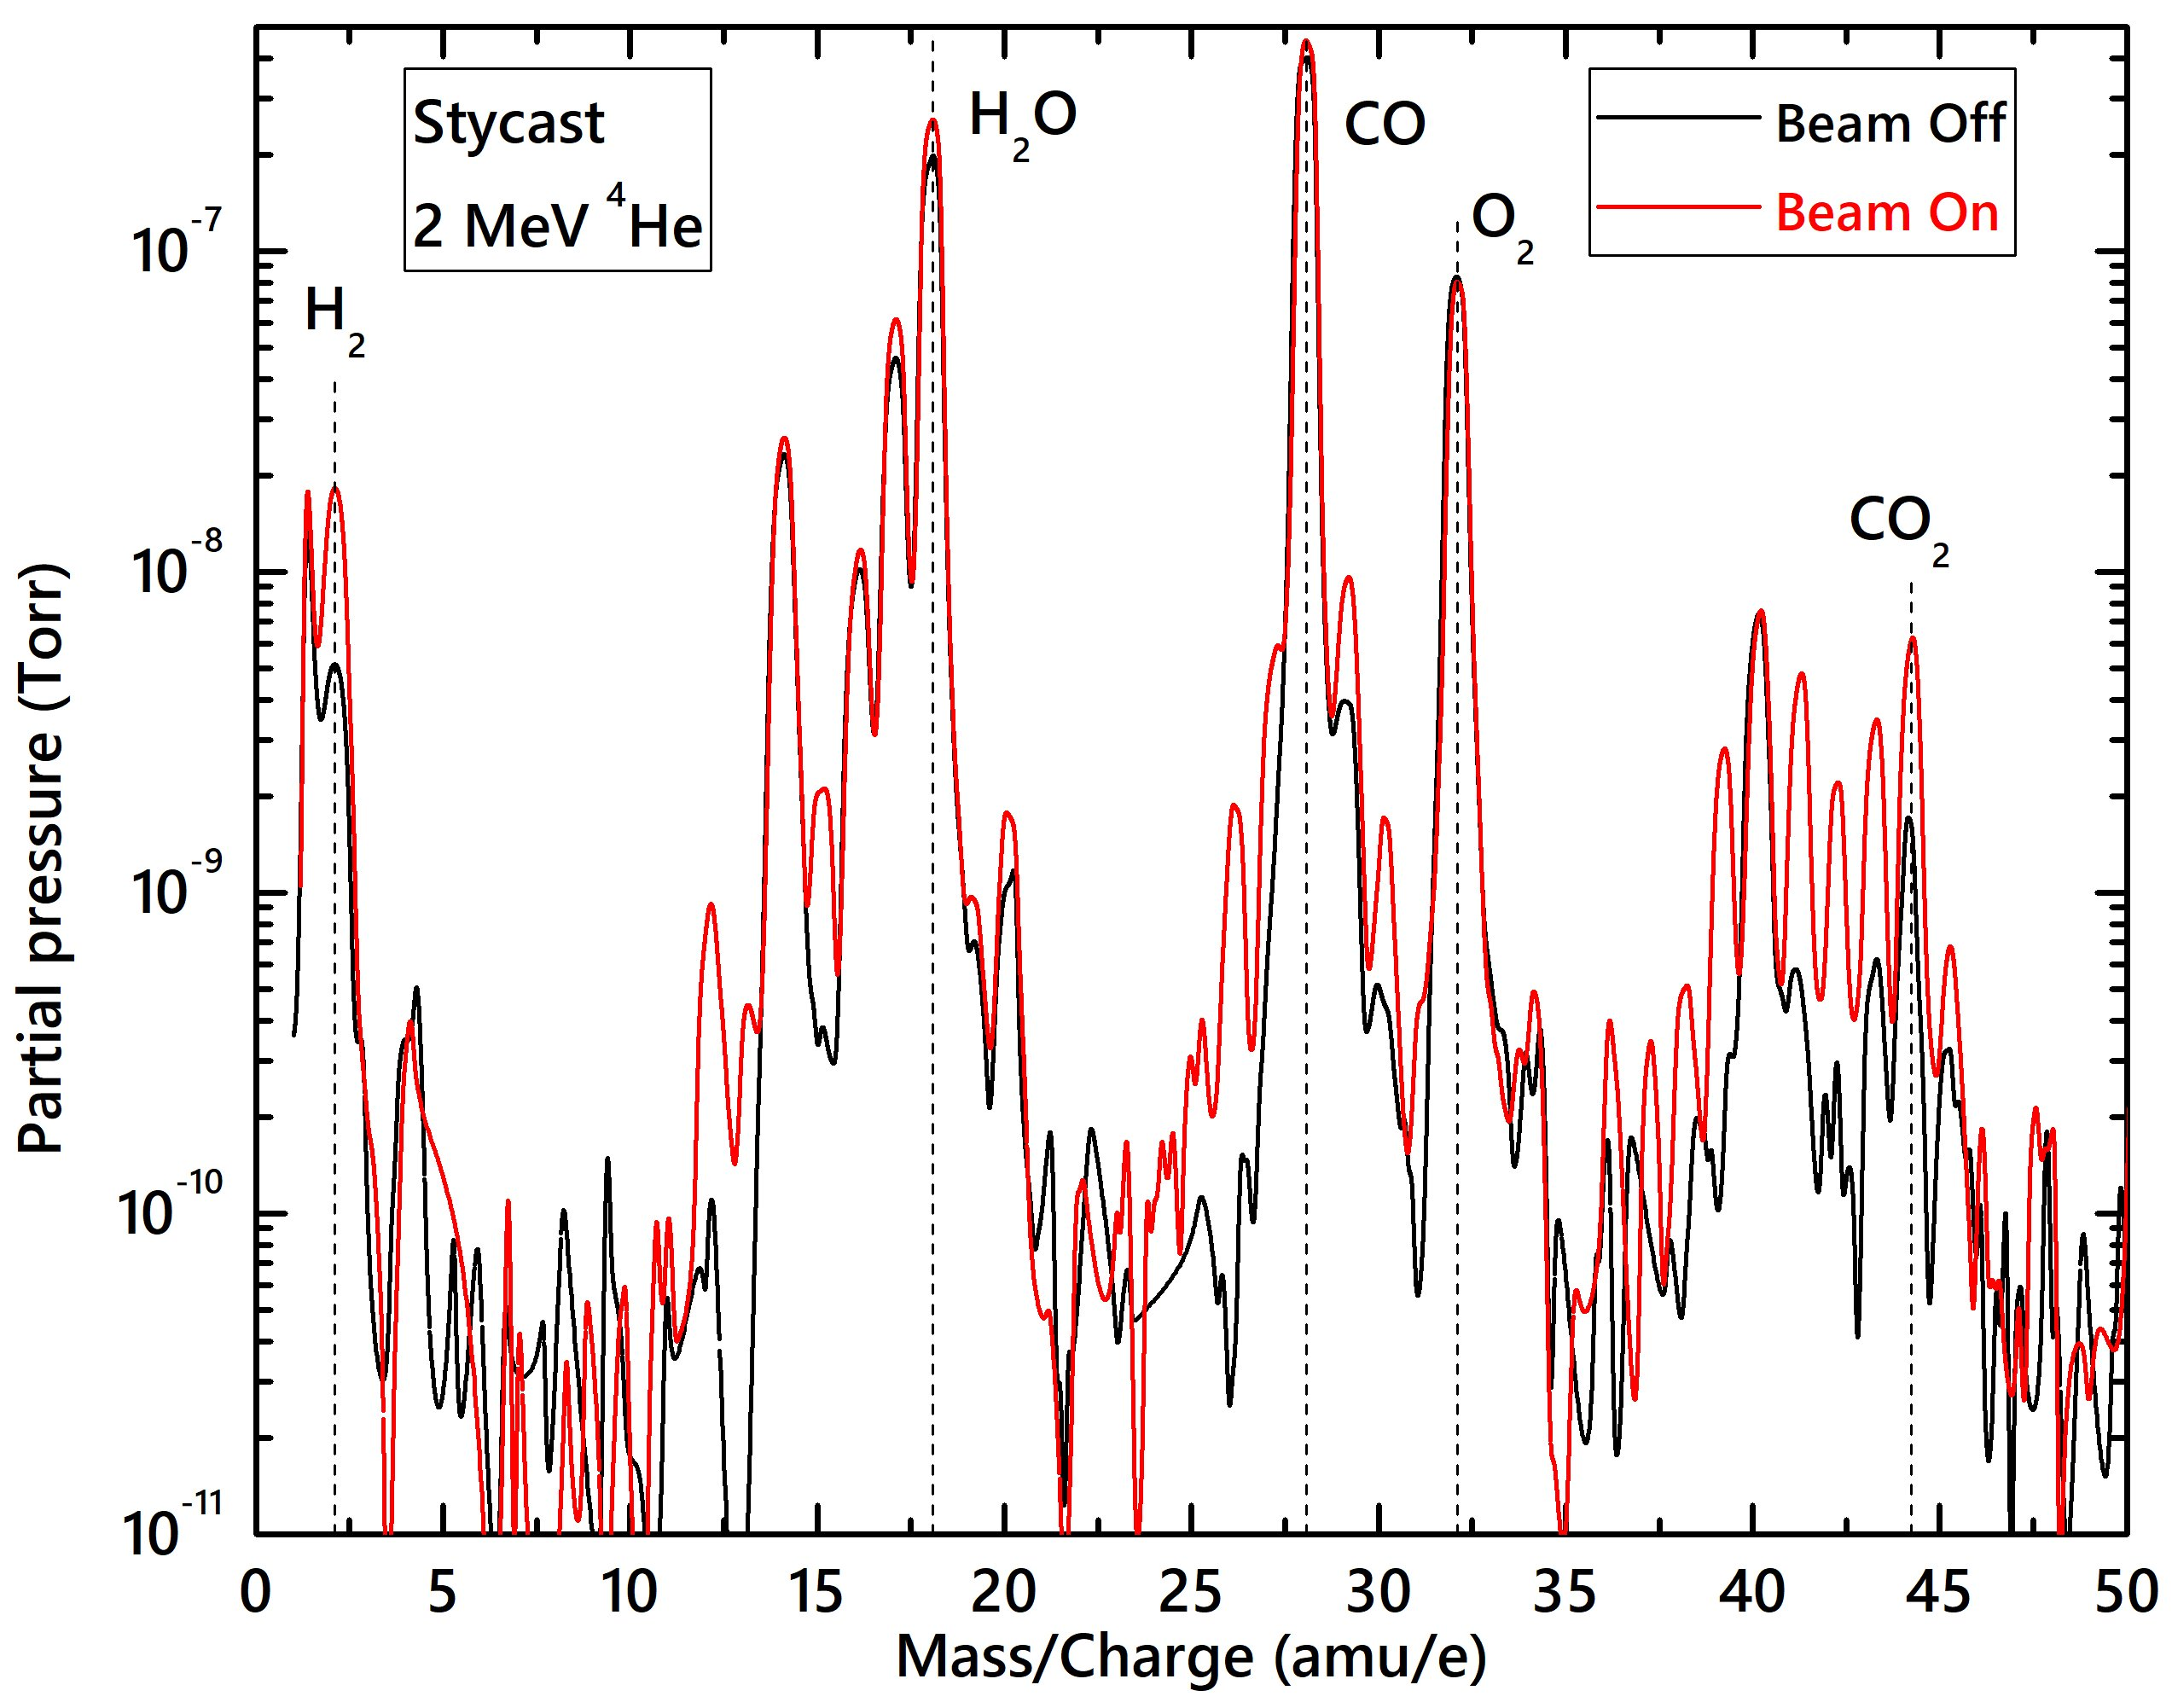 Stycast
2 MeV ⁴He
H₂
H₂O
CO
O₂
CO₂
Beam Off
Beam On
Partial pressure (Torr)
10⁻⁷
10⁻⁸
10⁻⁹
10⁻¹⁰
10⁻¹¹
0 5 10 15 20 25 30 35 40 45 50
Mass/Charge (amu/e)